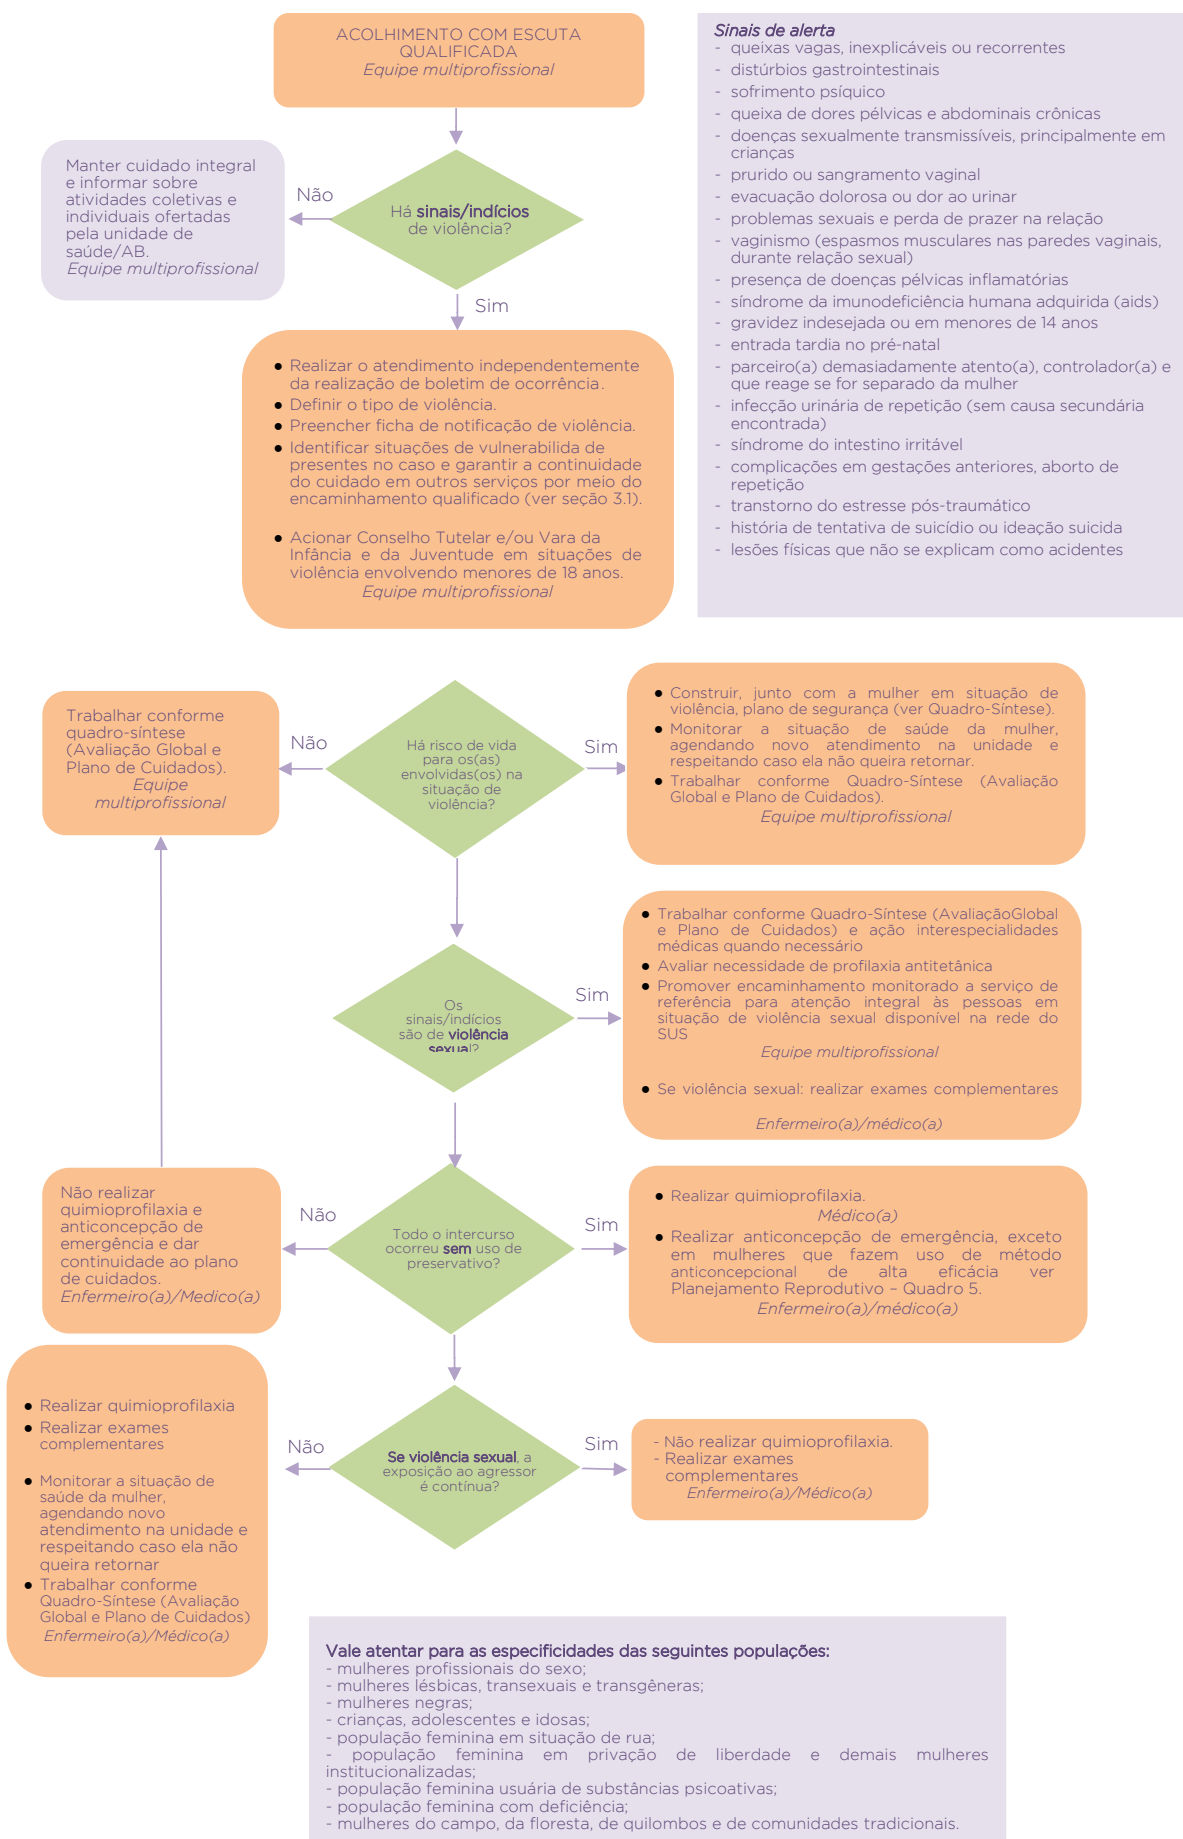 ACOLHIMENTO COM ESCUTA
QUALIFICADA
Equipe multiprofissional
Sinais de alerta
- queixas vagas, inexplicáveis ou recorrentes
- distúrbios gastrointestinais
- sofrimento psíquico
- queixa de dores pélvicas e abdominais crônicas
- doenças sexualmente transmissíveis, principalmente em
crianças
- prurido ou sangramento vaginal
- evacuação dolorosa ou dor ao urinar
- problemas sexuais e perda de prazer na relação
- vaginismo (espasmos musculares nas paredes vaginais,
durante relação sexual)
- presença de doenças pélvicas inflamatórias
- síndrome da imunodeficiência humana adquirida (aids)
- gravidez indesejada ou em menores de 14 anos
- entrada tardia no pré-natal
- parceiro(a) demasiadamente atento(a), controlador(a) e
que reage se for separado da mulher
- infecção urinária de repetição (sem causa secundária
encontrada)
- síndrome do intestino irritável
- complicações em gestações anteriores, aborto de
repetição
- transtorno do estresse pós-traumático
- história de tentativa de suicídio ou ideação suicida
- lesões físicas que não se explicam como acidentes
Há sinais/indícios
de violência?
Não
Manter cuidado integral
e informar sobre
atividades coletivas e
individuais ofertadas
pela unidade de
saúde/AB.
Equipe multiprofissional
Sim
● Realizar o atendimento independentemente
da realização de boletim de ocorrência.
● Definir o tipo de violência.
● Preencher ficha de notificação de violência.
● Identificar situações de vulnerabilida de
presentes no caso e garantir a continuidade
do cuidado em outros serviços por meio do
encaminhamento qualificado (ver seção 3.1).
● Acionar Conselho Tutelar e/ou Vara da
Infância e da Juventude em situações de
violência envolvendo menores de 18 anos.
Equipe multiprofissional
Há risco de vida
para os(as)
envolvidas(os) na
situação de
violência?
Não
Trabalhar conforme
quadro-síntese
(Avaliação Global e
Plano de Cuidados).
Equipe
multiprofissional
Sim
● Construir, junto com a mulher em situação de
violência, plano de segurança (ver Quadro-Síntese).
● Monitorar a situação de saúde da mulher,
agendando novo atendimento na unidade e
respeitando caso ela não queira retornar.
● Trabalhar conforme Quadro-Síntese (Avaliação
Global e Plano de Cuidados).
Equipe multiprofissional
Os
sinais/indícios
são de violência
sexual?
Sim
● Trabalhar conforme Quadro-Síntese (AvaliaçãoGlobal
e Plano de Cuidados) e ação interespecialidades
médicas quando necessário
● Avaliar necessidade de profilaxia antitetânica
● Promover encaminhamento monitorado a serviço de
referência para atenção integral às pessoas em
situação de violência sexual disponível na rede do
SUS
Equipe multiprofissional
● Se violência sexual: realizar exames complementares
Enfermeiro(a)/médico(a)
Todo o intercurso
ocorreu sem uso de
preservativo?
Não
Não realizar
quimioprofilaxia e
anticoncepção de
emergência e dar
continuidade ao plano
de cuidados.
Enfermeiro(a)/Medico(a)
Sim
● Realizar quimioprofilaxia.
Médico(a)
● Realizar anticoncepção de emergência, exceto
em mulheres que fazem uso de método
anticoncepcional de alta eficácia ver
Planejamento Reprodutivo – Quadro 5.
Enfermeiro(a)/médico(a)
Se violência sexual, a
exposição ao agressor
é contínua?
Não
● Realizar quimioprofilaxia
● Realizar exames
complementares
● Monitorar a situação de
saúde da mulher,
agendando novo
atendimento na unidade e
respeitando caso ela não
queira retornar
● Trabalhar conforme
Quadro-Síntese (Avaliação
Global e Plano de Cuidados)
Enfermeiro(a)/Médico(a)
Sim
- Não realizar quimioprofilaxia.
- Realizar exames
complementares
Enfermeiro(a)/Médico(a)
Vale atentar para as especificidades das seguintes populações:
- mulheres profissionais do sexo;
- mulheres lésbicas, transexuais e transgêneras;
- mulheres negras;
- crianças, adolescentes e idosas;
- população feminina em situação de rua;
- população feminina em privação de liberdade e demais mulheres
institucionalizadas;
- população feminina usuária de substâncias psicoativas;
- população feminina com deficiência;
- mulheres do campo, da floresta, de quilombos e de comunidades tradicionais.